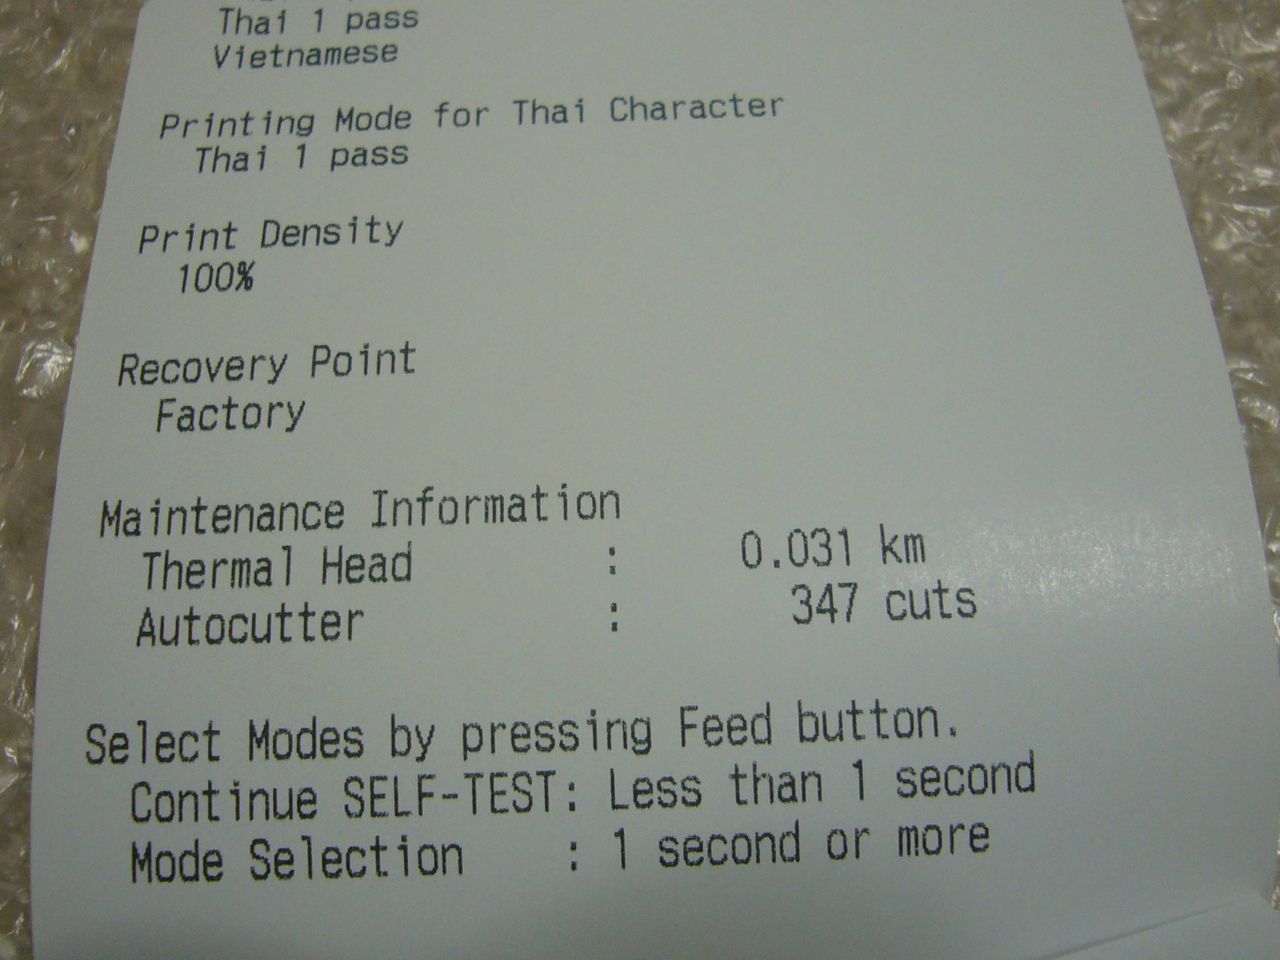 Thai 1 pass
Vietnamese
Printing Mode for Thai Character
Thai 1 pass
Print Density
100%
Recovery Point
Factory
Maintenance Information
Thermal Head : 0.031 km
Autocutter : 347 cuts
Select Modes by pressing Feed button.
Continue SELF-TEST: Less than 1 second
Mode Selection : 1 second or more